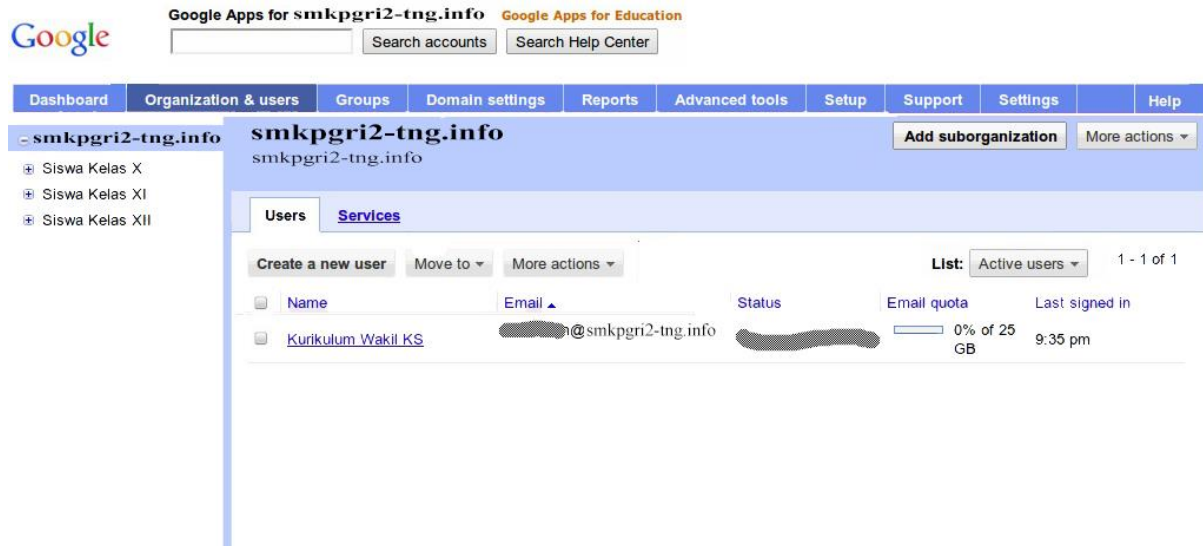 Google Apps for smkpgri2-tng.info Google Apps for Education
Google
Search accounts Search Help Center
Dashboard Organization & users Groups Domain settings Reports Advanced tools Setup Support Settings Help
smkpgri2-tng.info
Siswa Kelas X
Siswa Kelas XI
Siswa Kelas XII
smkpgri2-tng.info
smkpgri2-tng.info
Add suborganization More actions
Users Services
Create a new user Move to More actions List: Active users 1 - 1 of 1
Name Email Status Email quota Last signed in
Kurikulum Wakil KS @smkpgri2-tng.info 0% of 25 9:35 pm
GB